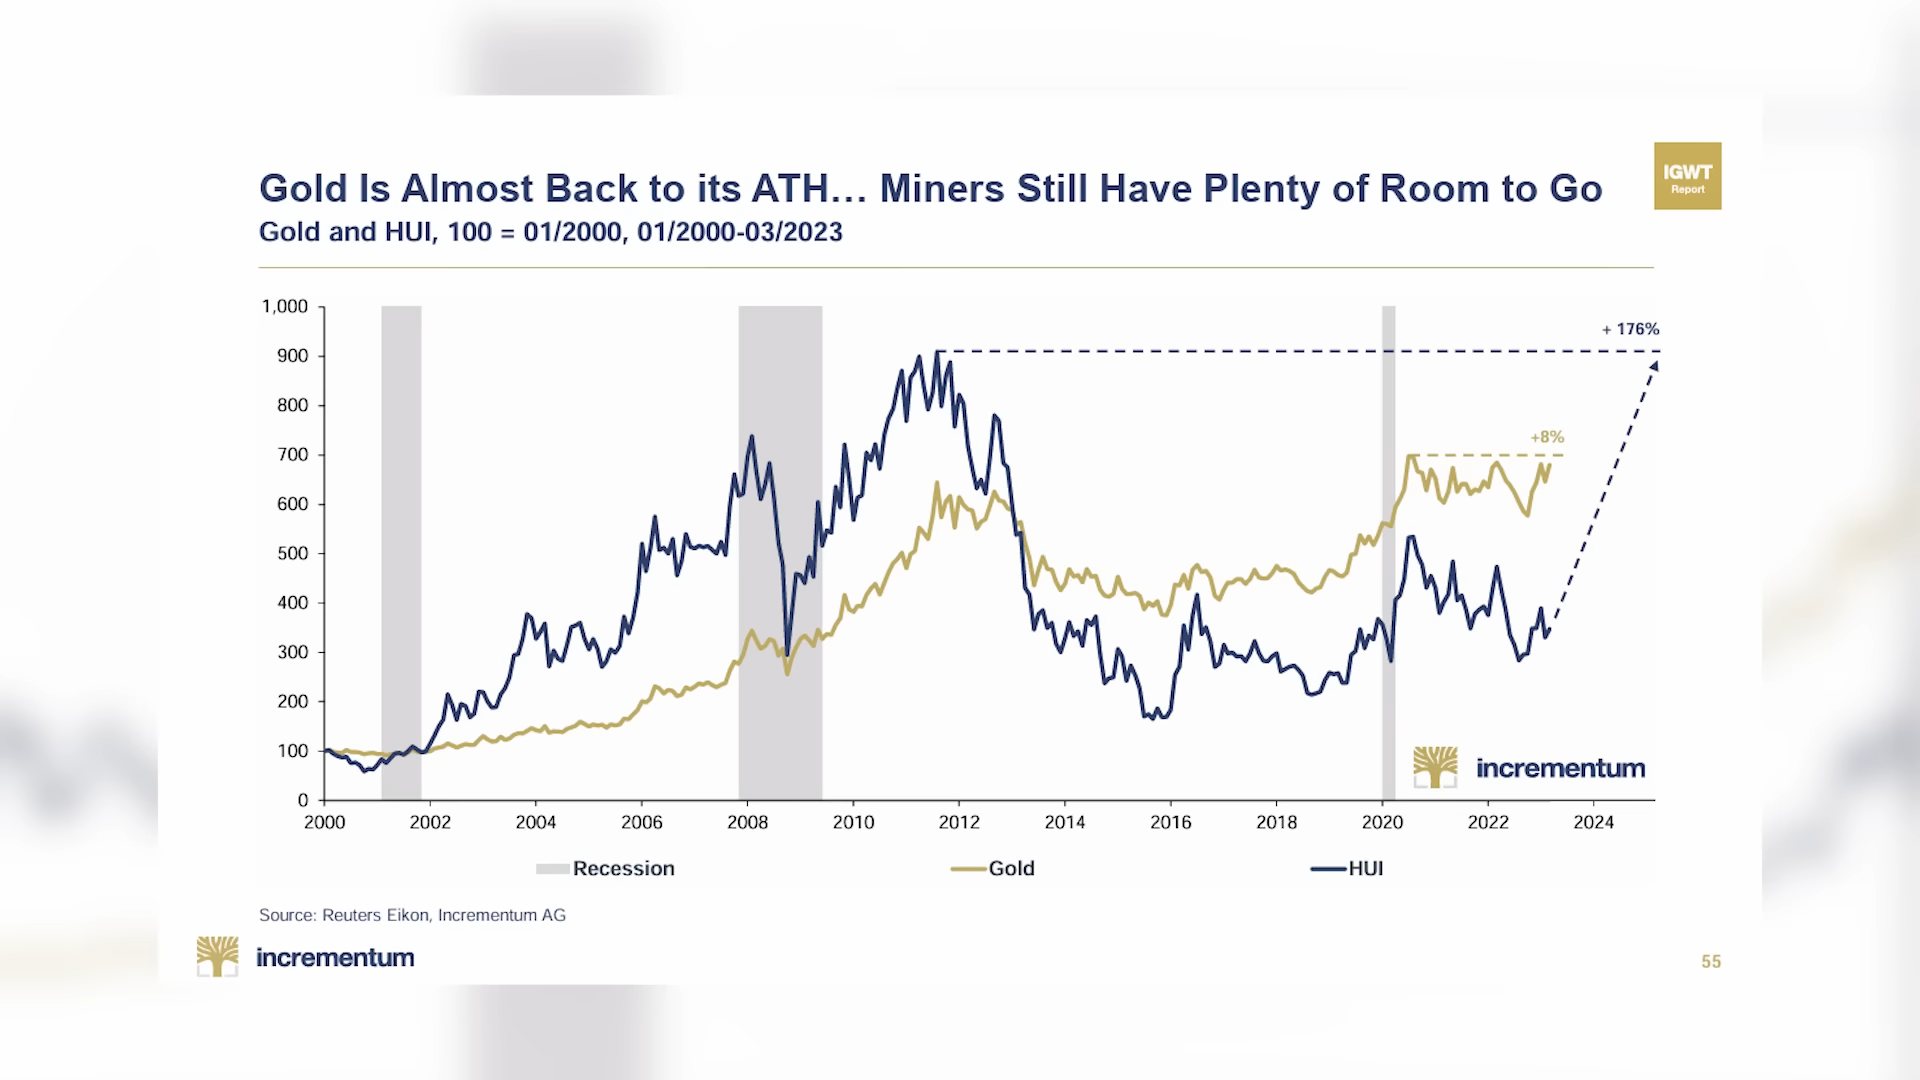 Gold Is Almost Back to its ATH... Miners Still Have Plenty of Room to Go
IGWT
Report
Gold and HUI, 100 = 01/2000, 01/2000-03/2023
1,000
900
800
700
600
500
400
300
200
100
0
+ 176%
+8%
incrementum
2000 2002 2004 2006 2008 2010 2012 2014 2016 2018 2020 2022 2024
Recession Gold HUI
Source: Reuters Eikon, Incrementum AG
incrementum
55